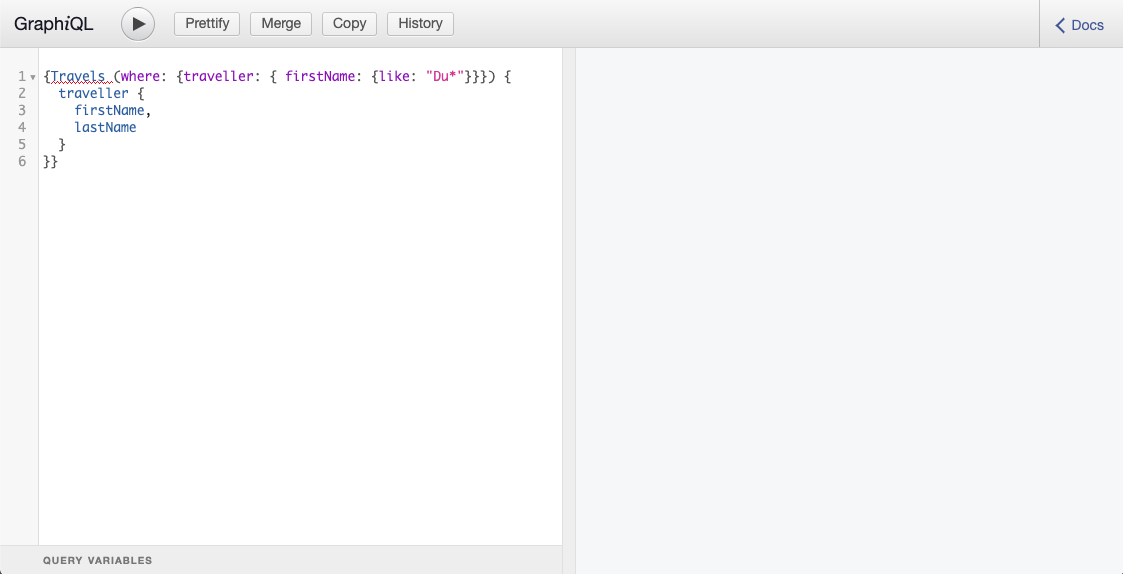 GraphiQL Prettify Merge Copy History Docs
1 {Travels (where: {traveller: { firstName: {like: "Du*"}}}) {
2 traveller {
3 firstName,
4 lastName
5 }
6 }}
QUERY VARIABLES